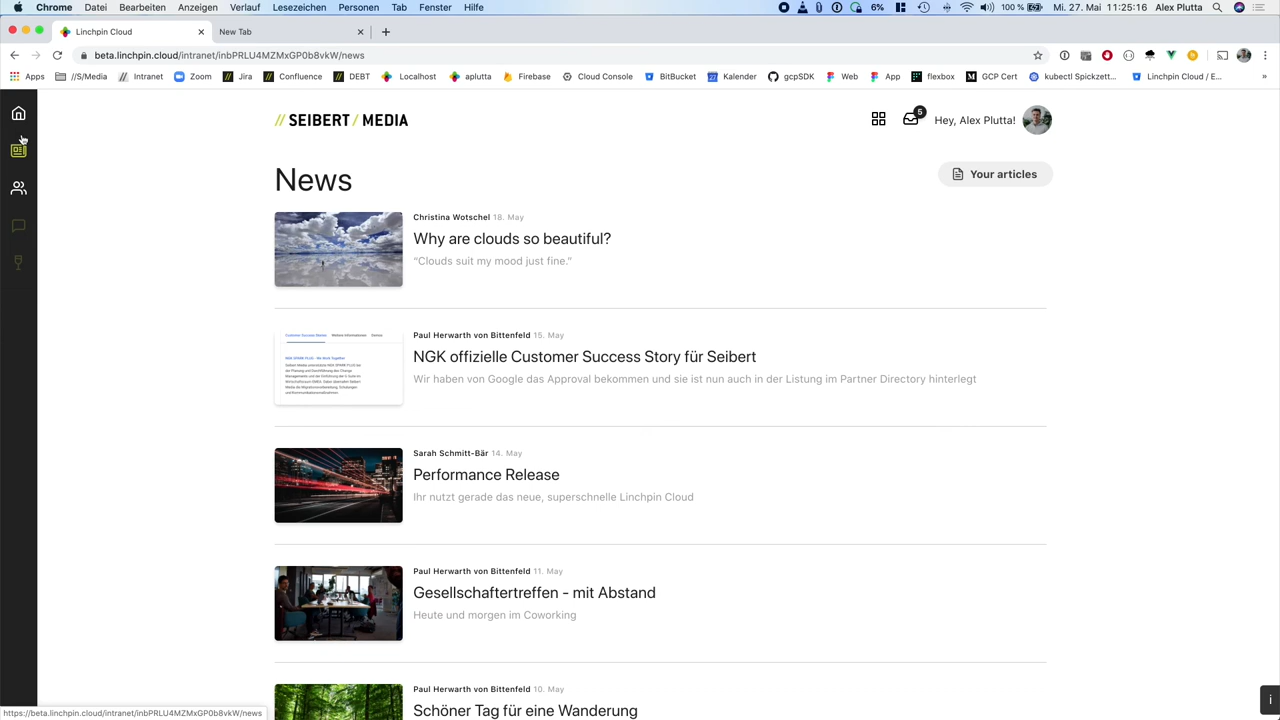 Chrome Datei Bearbeiten Anzeigen Verlauf Lesezeichen Personen Tab Fenster Hilfe 6% 100 % Mi. 27. Mai 11:25:16 Alex Plutta
Linchpin Cloud New Tab
beta.linchpin.cloud/intranet/inbPRLU4MZMxGP0b8vkW/news
Apps //S/Media Intranet Zoom Jira Confluence DEBT Localhost aplutta Firebase Cloud Console BitBucket Kalender gcpSDK Web App flexbox GCP Cert kubectl Spickzett... Linchpin Cloud / E... »
// SEIBERT / MEDIA
5
Hey, Alex Plutta!
News
Your articles
Christina Wotschel 18. May
Why are clouds so beautiful?
"Clouds suit my mood just fine."
Customer Success Stories Weitere Informationen Demos
Paul Herwarth von Bittenfeld 15. May
NGK offizielle Customer Success Story für Seibert
Wir haben von Google das Approval bekommen und sie ist nun auch als Leistung im Partner Directory hinterlegt
Sarah Schmitt-Bär 14. May
Performance Release
Ihr nutzt gerade das neue, superschnelle Linchpin Cloud
Paul Herwarth von Bittenfeld 11. May
Gesellschaftertreffen - mit Abstand
Heute und morgen im Coworking
Paul Herwarth von Bittenfeld 10. May
Schöner Tag für eine Wanderung
https://beta.linchpin.cloud/intranet/inbPRLU4MZMxGP0b8vkW/news
i